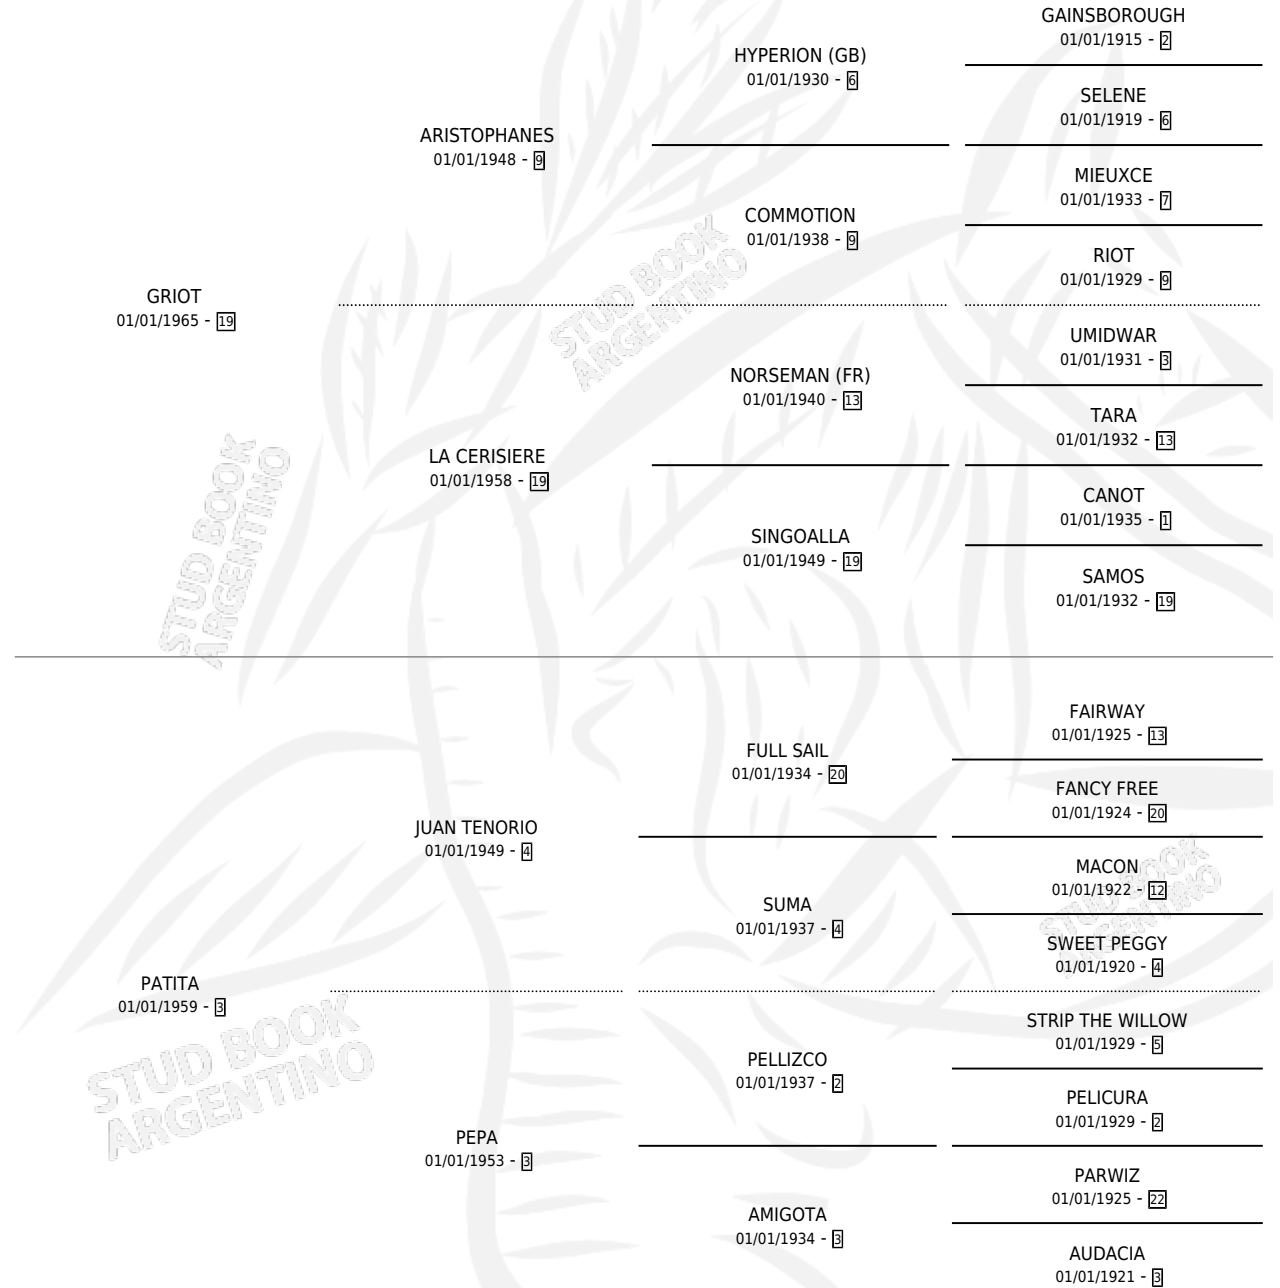 GAINSBOROUGH
01/01/1915 - 2
HYPERION (GB)
01/01/1930 - 6
SELENE
01/01/1919 - 6
ARISTOPHANES
01/01/1948 - 9
MIEUXCE
01/01/1933 - 7
COMMOTION
01/01/1938 - 9
RIOT
01/01/1929 - 9
GRIOT
01/01/1965 - 19
UMIDWAR
01/01/1931 - 3
NORSEMAN (FR)
01/01/1940 - 13
TARA
01/01/1932 - 13
LA CERISIERE
01/01/1958 - 19
CANOT
01/01/1935 - 1
SINGOALLA
01/01/1949 - 19
SAMOS
01/01/1932 - 19
STUD BOOK
ARGENTINO
STUD BOOK
ARGENTINO
FAIRWAY
01/01/1925 - 13
FULL SAIL
01/01/1934 - 20
FANCY FREE
01/01/1924 - 20
JUAN TENORIO
01/01/1949 - 4
MACON
01/01/1922 - 12
SUMA
01/01/1937 - 4
SWEET PEGGY
01/01/1920 - 4
PATITA
01/01/1959 - 3
STRIP THE WILLOW
01/01/1929 - 5
PELLIZCO
01/01/1937 - 2
PELICURA
01/01/1929 - 2
PEPA
01/01/1953 - 3
PARWIZ
01/01/1925 - 22
AMIGOTA
01/01/1934 - 3
AUDACIA
01/01/1921 - 3
STUD BOOK
ARGENTINO
STUD BOOK
ARGENTINO